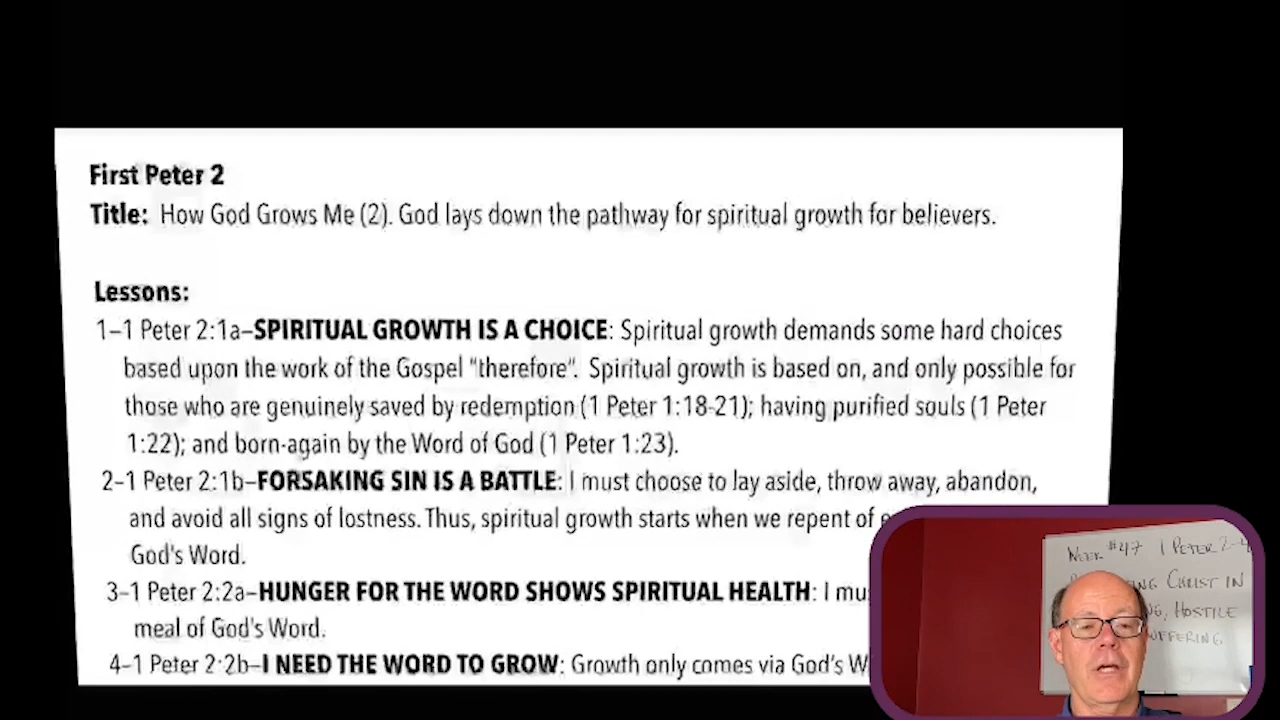 First Peter 2
Title: How God Grows Me (2). God lays down the pathway for spiritual growth for believers.
Lessons:
1–1 Peter 2:1a–SPIRITUAL GROWTH IS A CHOICE: Spiritual growth demands some hard choices
based upon the work of the Gospel "therefore". Spiritual growth is based on, and only possible for
those who are genuinely saved by redemption (1 Peter 1:18-21); having purified souls (1 Peter
1:22); and born-again by the Word of God (1 Peter 1:23).
2–1 Peter 2:1b–FORSAKING SIN IS A BATTLE: I must choose to lay aside, throw away, abandon,
and avoid all signs of lostness. Thus, spiritual growth starts when we repent of
God's Word.
3–1 Peter 2:2a–HUNGER FOR THE WORD SHOWS SPIRITUAL HEALTH: I
meal of God's Word.
4–1 Peter 2:2b–I NEED THE WORD TO GROW: Growth only comes via God's
WEEK #47 1 PETER 2-4
CHRIST IN
HOSTILE